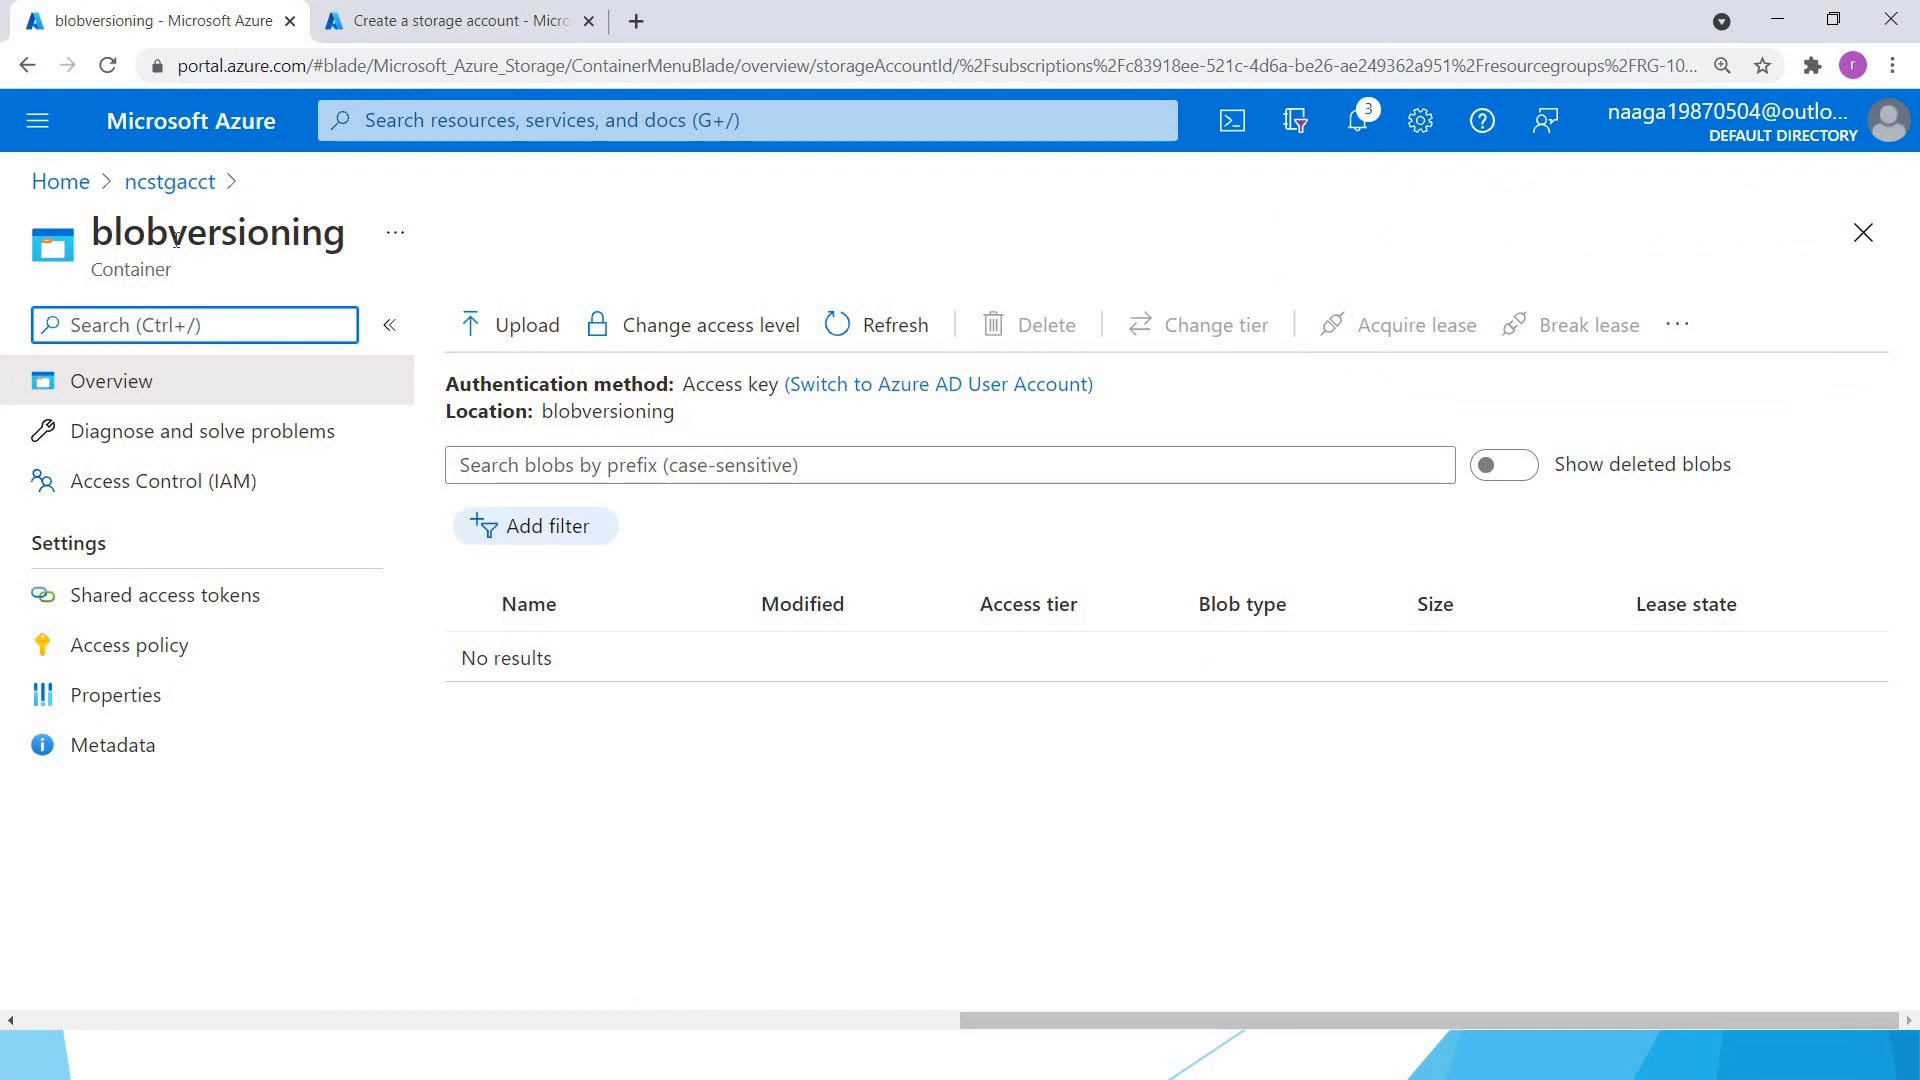 blobversioning - Microsoft Azure
Create a storage account - Micro
portal.azure.com/#blade/Microsoft_Azure_Storage/ContainerMenuBlade/overview/storageAccountId/%2Fsubscriptions%2Fc83918ee-521c-4d6a-be26-ae249362a951%2Fresourcegroups%2FRG-10...
r
Microsoft Azure
Search resources, services, and docs (G+/)
3
naaga19870504@outlo...
DEFAULT DIRECTORY
Home > ncstgacct >
blobversioning ...
Container
Search (Ctrl+/)
«
Overview
Diagnose and solve problems
Access Control (IAM)
Settings
Shared access tokens
Access policy
Properties
Metadata
Upload Change access level Refresh Delete Change tier Acquire lease Break lease ...
Authentication method: Access key (Switch to Azure AD User Account)
Location: blobversioning
Search blobs by prefix (case-sensitive)
Show deleted blobs
Add filter
Name Modified Access tier Blob type Size Lease state
No results